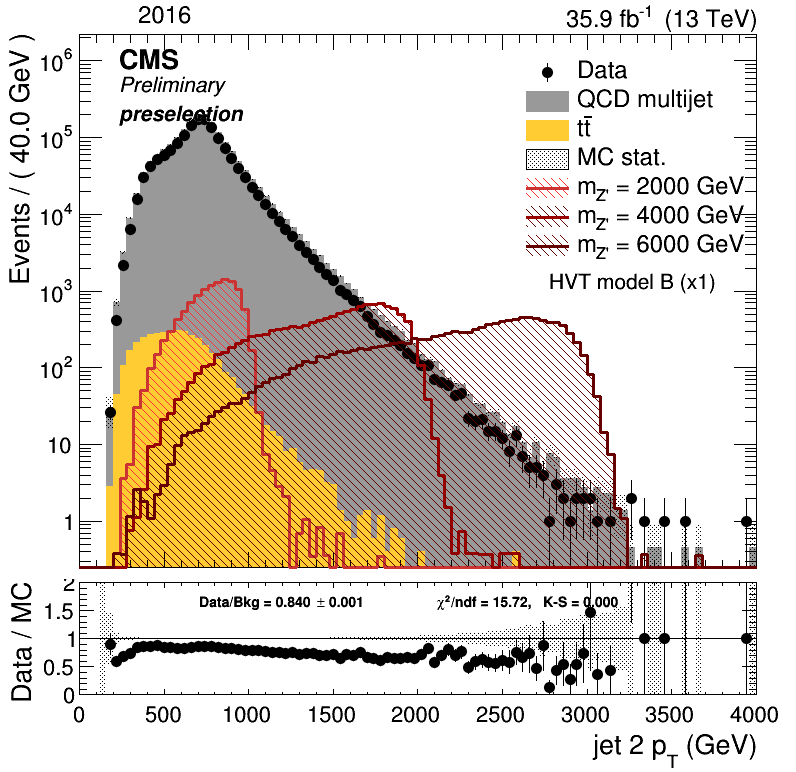 2016 35.9 fb⁻¹ (13 TeV)
CMS
Preliminary
preselection
Events / ( 40.0 GeV )
10⁶
10⁵
10⁴
10³
10²
10
1
Data
QCD multijet
tt̄
MC stat.
m_Z' = 2000 GeV
m_Z' = 4000 GeV
m_Z' = 6000 GeV
HVT model B (x1)
Data / MC
2
1.5
1
0.5
0
Data/Bkg = 0.840 ± 0.001 χ²/ndf = 15.72, K-S = 0.000
0 500 1000 1500 2000 2500 3000 3500 4000
jet 2 p_T (GeV)